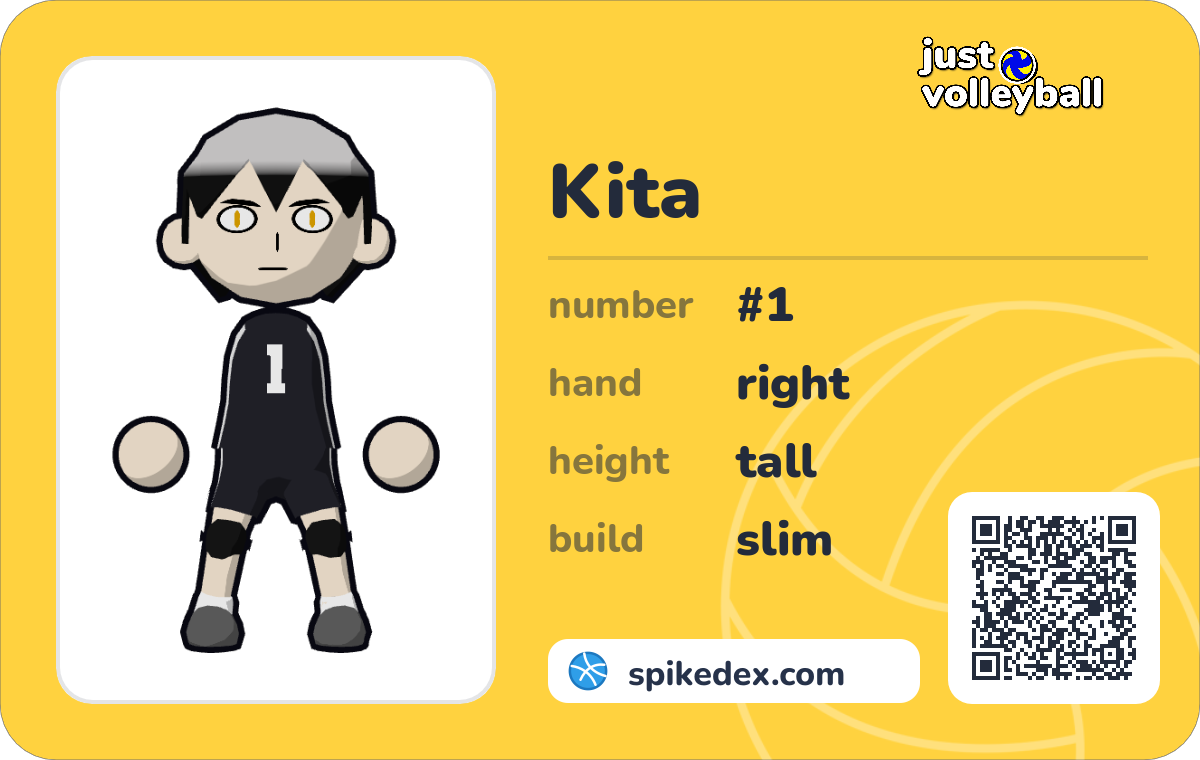 just
volleyball
Kita
number #1
hand right
height tall
build slim
1
spikedex.com